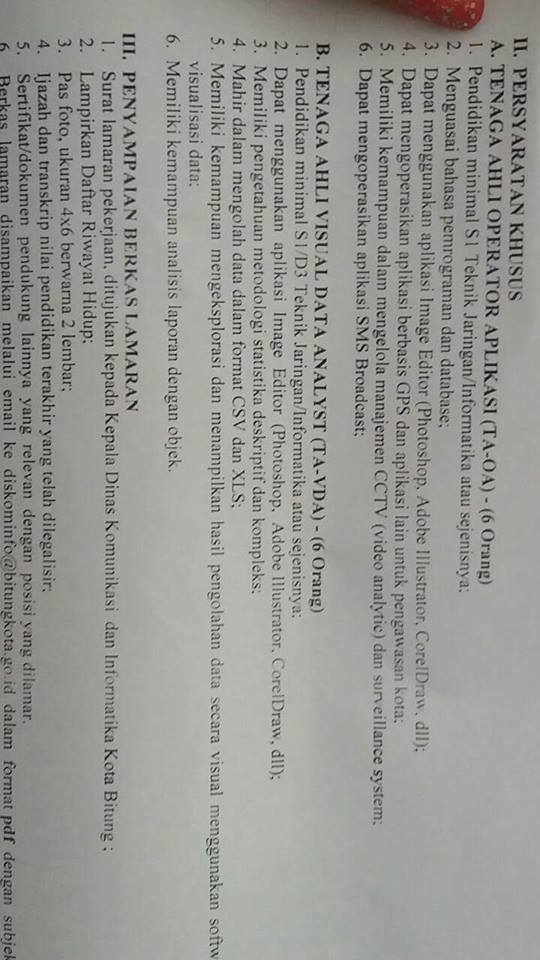 II. PERSYARATAN KHUSUS
A. TENAGA AHLI OPERATOR APLIKASI (TA-OA) - (6 Orang)
1. Pendidikan minimal S1 Teknik Jaringan/Informatika atau sejenisnya;
2. Menguasai bahasa pemrograman dan database;
3. Dapat menggunakan aplikasi Image Editor (Photoshop, Adobe Illustrator, CorelDraw, dll);
4. Dapat mengoperasikan aplikasi berbasis GPS dan aplikasi lain untuk pengawasan kota;
5. Memiliki kemampuan dalam mengelola manajemen CCTV (video analytic) dan surveillance system;
6. Dapat mengoperasikan aplikasi SMS Broadcast;
B. TENAGA AHLI VISUAL DATA ANALYST (TA-VDA) - (6 Orang)
1. Pendidikan minimal S1/D3 Teknik Jaringan/Informatika atau sejenisnya;
2. Dapat menggunakan aplikasi Image Editor (Photoshop, Adobe Illustrator, CorelDraw, dll);
3. Memiliki pengetahuan metodologi statistika deskriptif dan kompleks;
4. Mahir dalam mengolah data dalam format CSV dan XLS;
5. Memiliki kemampuan mengeksplorasi dan menampilkan hasil pengolahan data secara visual menggunakan softw
visualisasi data;
6. Memiliki kemampuan analisis laporan dengan objek.
III. PENYAMPAIAN BERKAS LAMARAN
1. Surat lamaran pekerjaan, ditujukan kepada Kepala Dinas Komunikasi dan Informatika Kota Bitung ;
2. Lampirkan Daftar Riwayat Hidup;
3. Pas foto, ukuran 4x6 berwarna 2 lembar;
4. Ijazah dan transkrip nilai pendidikan terakhir yang telah dilegalisir;
5. Sertifikat/dokumen pendukung lainnya yang relevan dengan posisi yang dilamar.
6. Berkas lamaran disampaikan melalui email ke diskominfo@bitungkota.go.id dalam format pdf dengan subjek